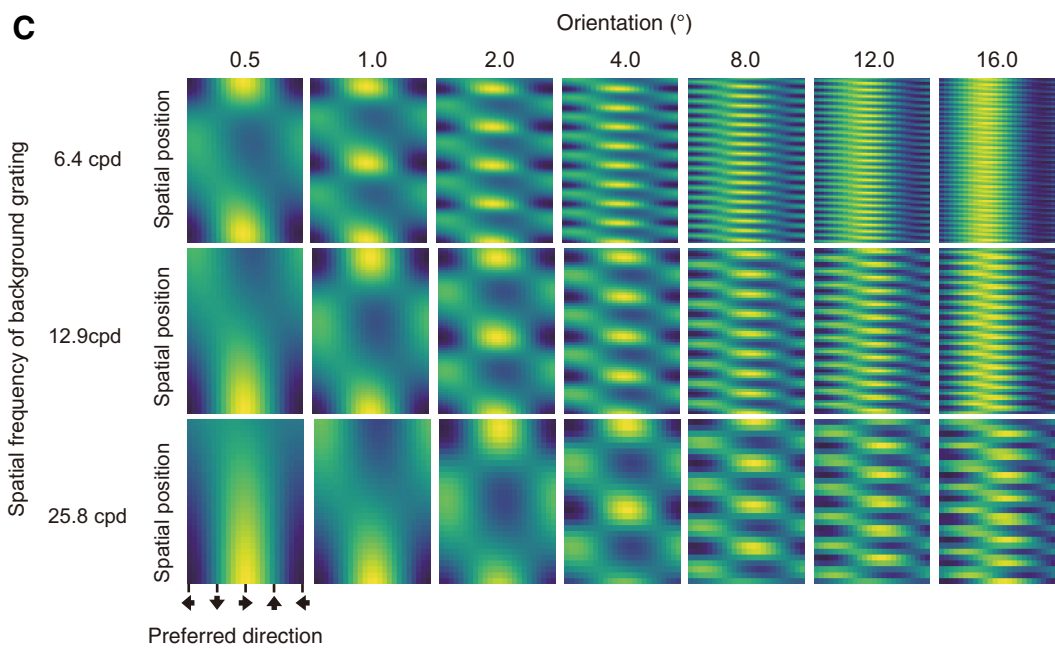 C
Orientation (°)
0.5 1.0 2.0 4.0 8.0 12.0 16.0
Spatial frequency of background grating
6.4 cpd
Spatial position
12.9cpd
Spatial position
25.8 cpd
Spatial position
Preferred direction